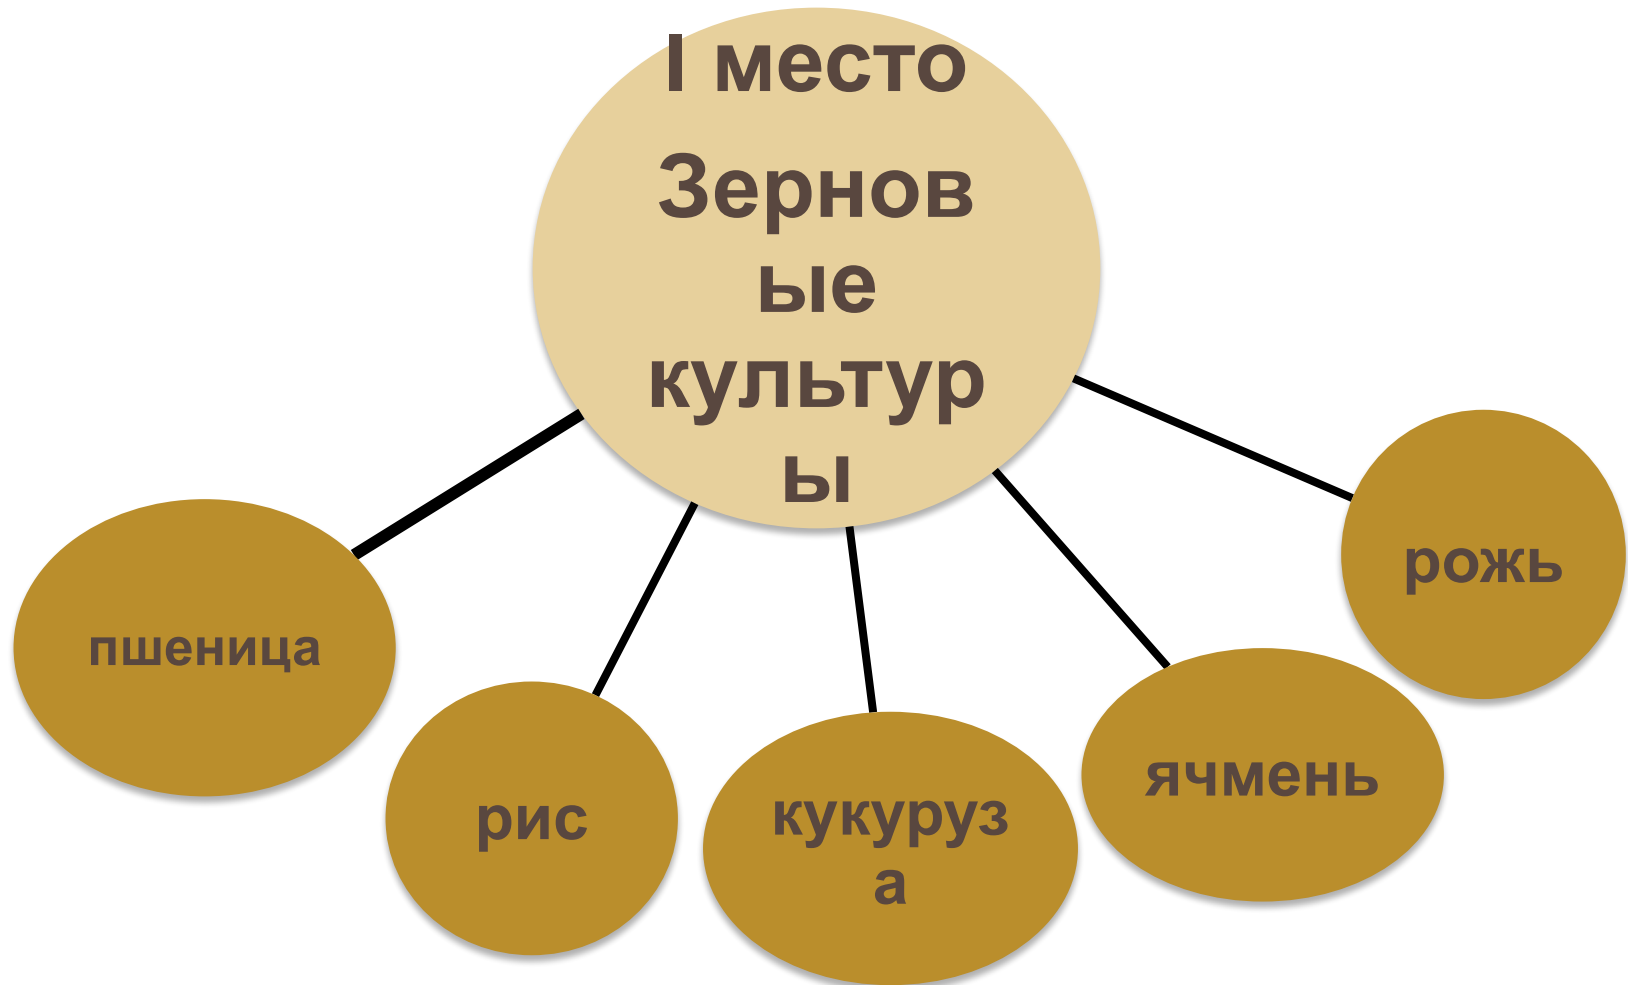 I место
Зернов
ые
культур
ы
пшеница
рис
кукуруз
а
ячмень
рожь